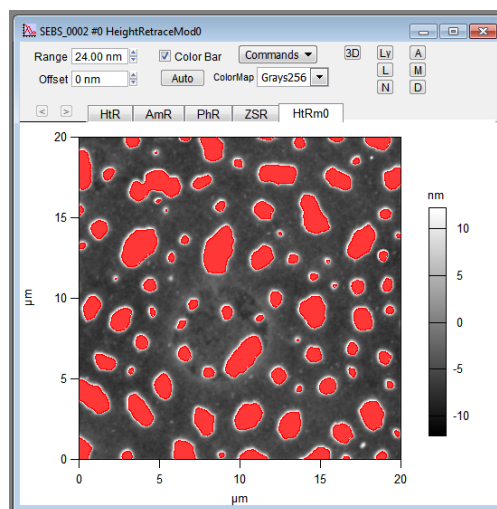 SEBS_0002 #0 HeightRetraceMod0
Range 24.00 nm Color Bar Commands 3D Lv A
L M
Offset 0 nm Auto ColorMap Grays256 N D
< > HtR AmR PhR ZSR HtRm0
20
15
10
5
0
µm
0 5 10 15 20
µm
nm
10
5
0
-5
-10